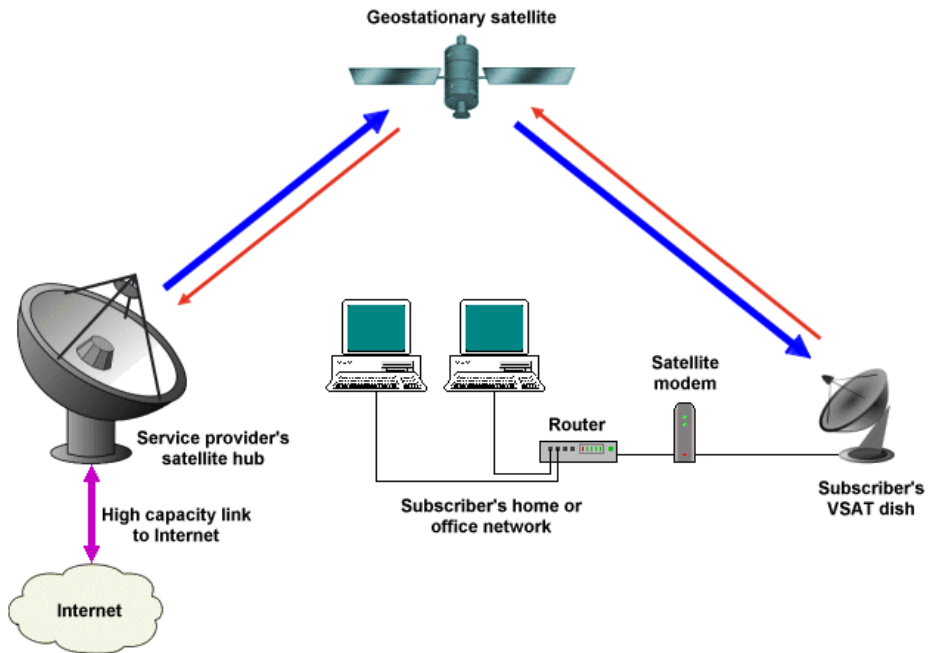 Geostationary satellite
Satellite
modem
Router
Service provider's
satellite hub
Subscriber's
VSAT dish
Subscriber's home or
office network
High capacity link
to Internet
Internet